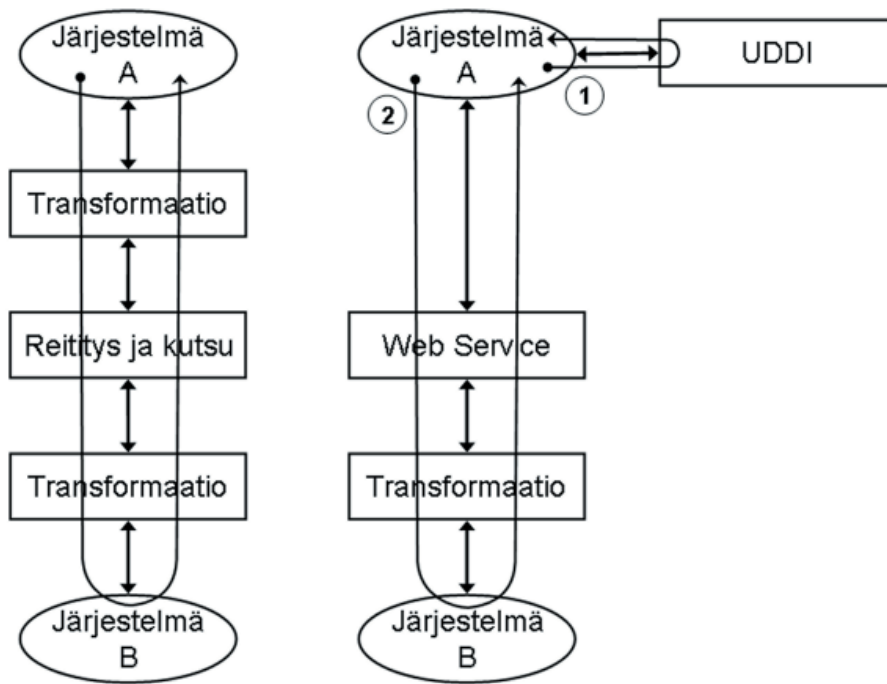 Järjestelmä
A
Transformaatio
Reititys ja kutsu
Transformaatio
Järjestelmä
B
Järjestelmä
A
UDDI
1
2
Web Service
Transformaatio
Järjestelmä
B